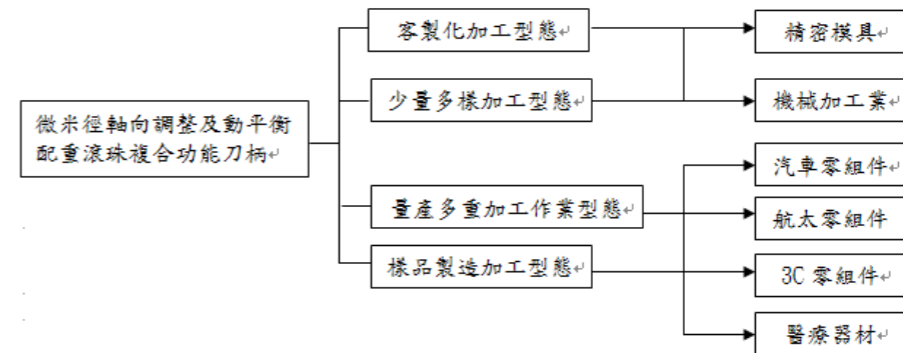 微米徑軸向調整及動平衡
配重滾珠複合功能刀柄
客製化加工型態
少量多樣加工型態
量產多重加工作業型態
樣品製造加工型態
精密模具
機械加工業
汽車零組件
航太零組件
3C 零組件
醫療器材